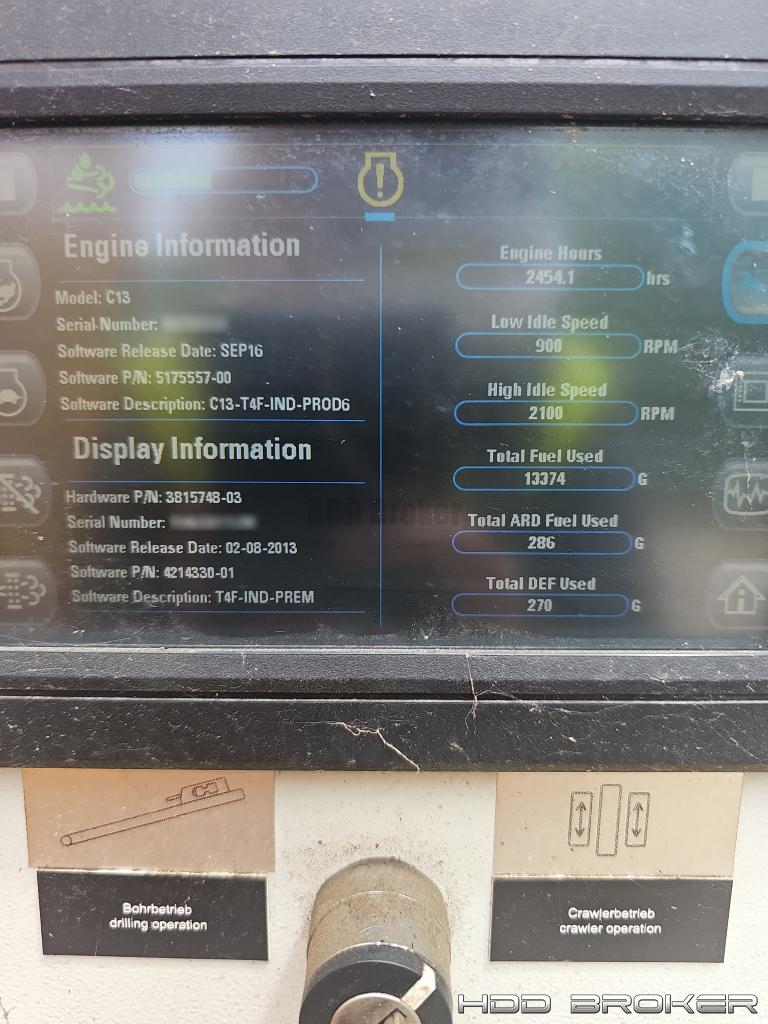 Engine Information
Model: C13
Serial Number:
Software Release Date: SEP16
Software P/N: 5175557-00
Software Description: C13-T4F-IND-PROD6
Display Information
Hardware P/N: 3815748-03
Serial Number:
Software Release Date: 02-08-2013
Software P/N: 4214330-01
Software Description: T4F-IND-PREM
Engine Hours
2454.1 hrs
Low Idle Speed
900 RPM
High Idle Speed
2100 RPM
Total Fuel Used
13374 G
Total ARD Fuel Used
286 G
Total DEF Used
270 G
HDD Broker
Bohrbetrieb
drilling operation
Crawlerbetrieb
crawler operation
HDD BROKER